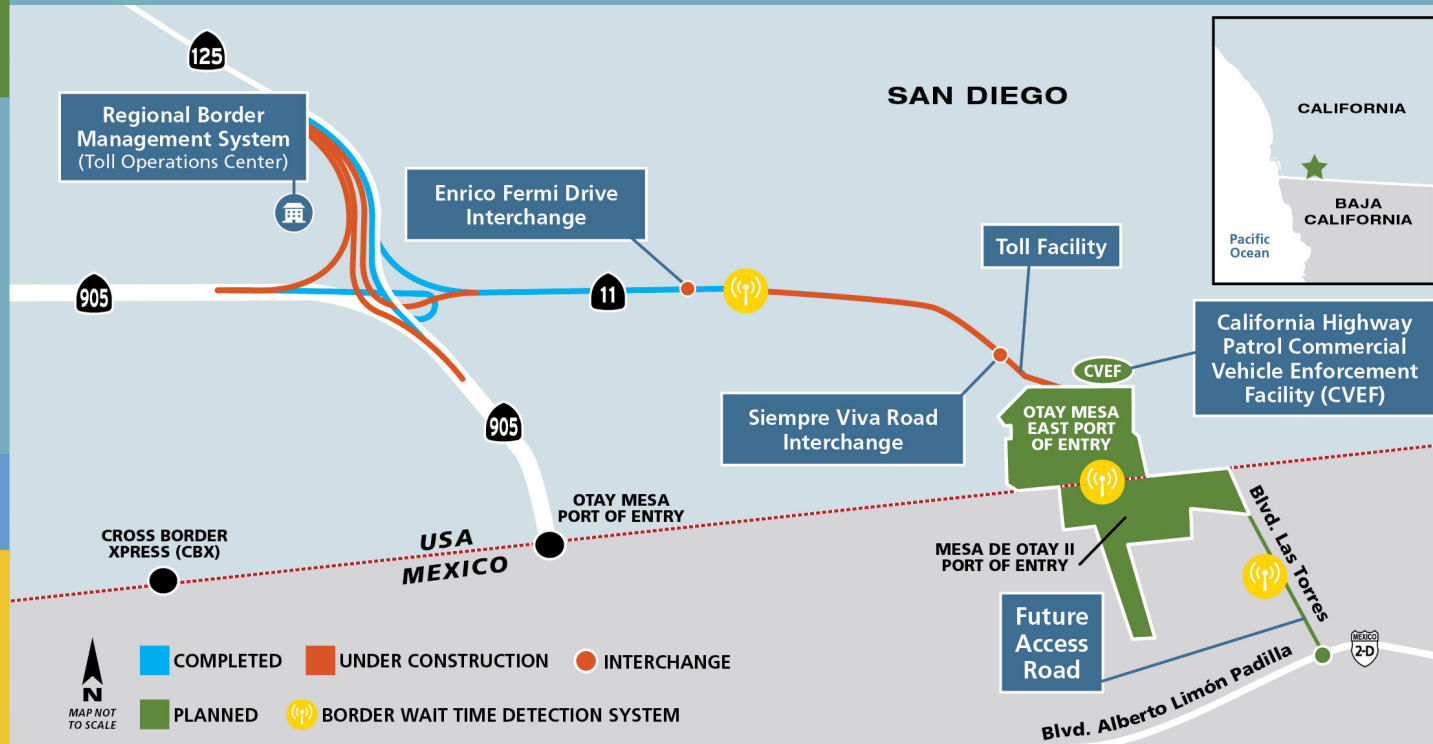 125
SAN DIEGO
CALIFORNIA
BAJA
CALIFORNIA
Pacific
Ocean
Regional Border
Management System
(Toll Operations Center)
Enrico Fermi Drive
Interchange
Toll Facility
905
11
California Highway
Patrol Commercial
Vehicle Enforcement
Facility (CVEF)
CVEF
Siempre Viva Road
Interchange
OTAY MESA
EAST PORT
OF ENTRY
905
OTAY MESA
PORT OF ENTRY
CROSS BORDER
XPRESS (CBX)
USA
MEXICO
MESA DE OTAY II
PORT OF ENTRY
Blvd. Las Torres
Future
Access
Road
MEXICO
2-D
Blvd. Alberto Limón Padilla
N
MAP NOT
TO SCALE
COMPLETED
UNDER CONSTRUCTION
INTERCHANGE
PLANNED
BORDER WAIT TIME DETECTION SYSTEM